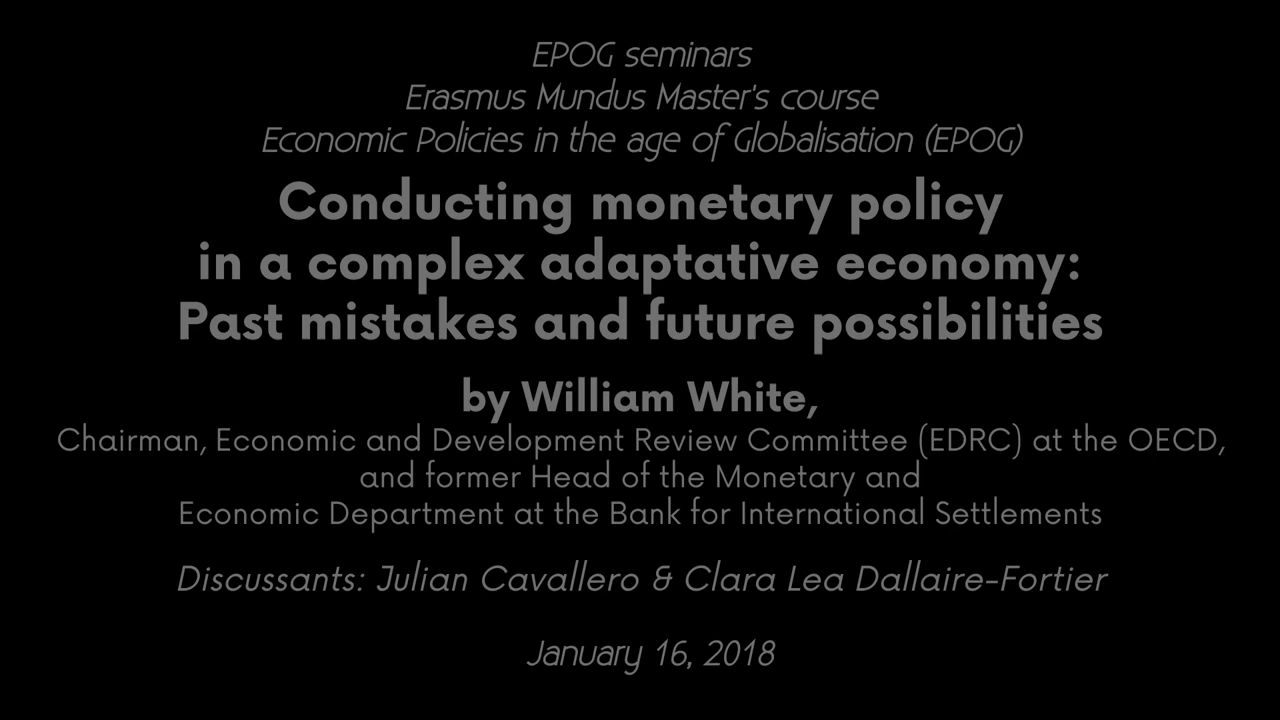 EPOG seminars
Erasmus Mundus Master's course
Economic Policies in the age of Globalisation (EPOG)
Conducting monetary policy
in a complex adaptative economy:
Past mistakes and future possibilities
by William White,
Chairman, Economic and Development Review Committee (EDRC) at the OECD,
and former Head of the Monetary and
Economic Department at the Bank for International Settlements
Discussants: Julian Cavallero & Clara Lea Dallaire-Fortier
January 16, 2018